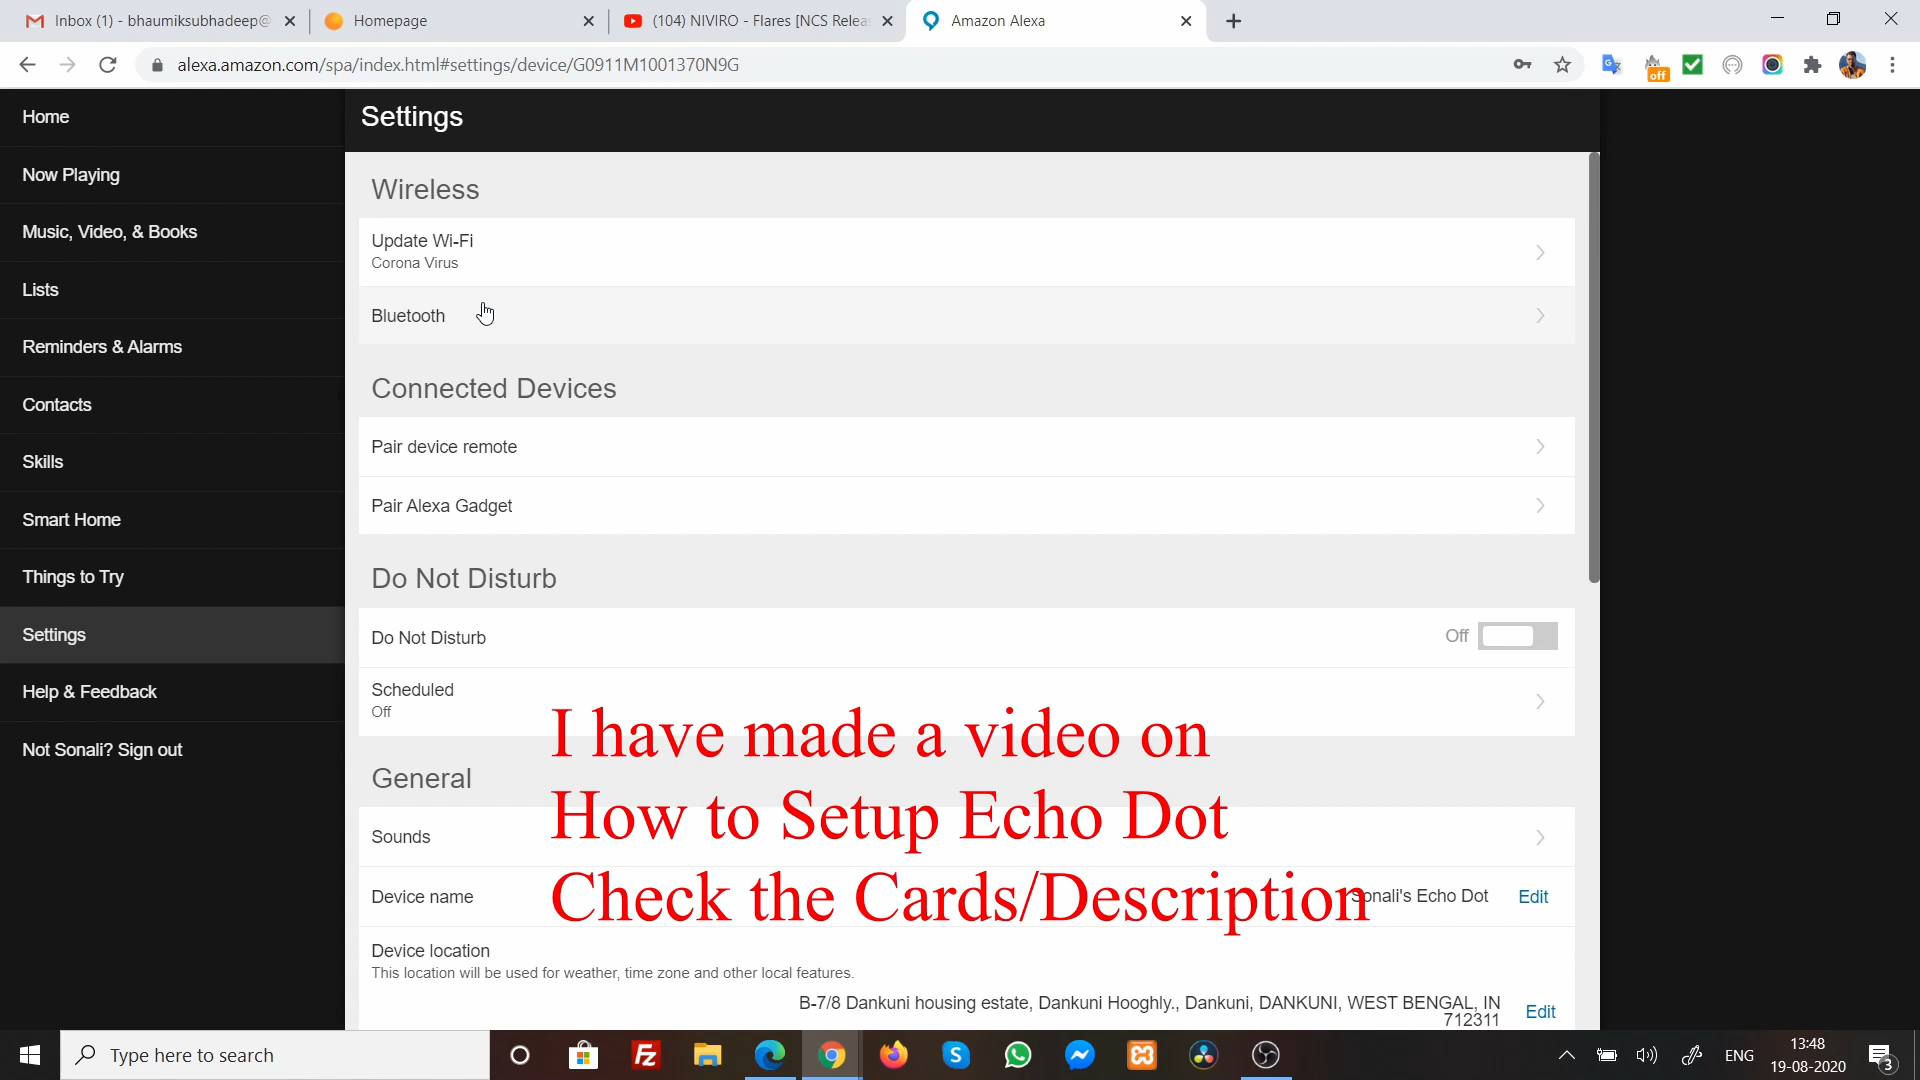 Inbox (1) - bhaumiksubhadeep@
Homepage
(104) NIVIRO - Flares [NCS Relea
Amazon Alexa
alexa.amazon.com/spa/index.html#settings/device/G0911M1001370N9G
off
Home
Now Playing
Music, Video, & Books
Lists
Reminders & Alarms
Contacts
Skills
Smart Home
Things to Try
Settings
Help & Feedback
Not Sonali? Sign out
Settings
Wireless
Update Wi-Fi
Corona Virus
Bluetooth
Connected Devices
Pair device remote
Pair Alexa Gadget
Do Not Disturb
Do Not Disturb
Off
Scheduled
Off
I have made a video on
General
How to Setup Echo Dot
Sounds
Check the Cards/Description
Device name
Sonali's Echo Dot
Edit
Device location
This location will be used for weather, time zone and other local features.
B-7/8 Dankuni housing estate, Dankuni Hooghly., Dankuni, DANKUNI, WEST BENGAL, IN
712311
Edit
Type here to search
ENG
13:48
19-08-2020
3